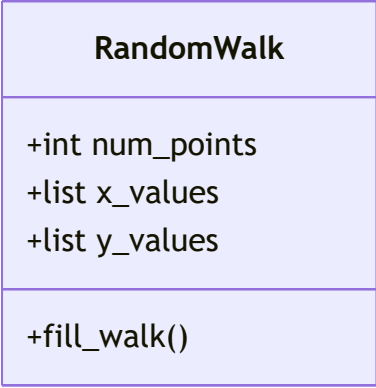 RandomWalk
+int num_points
+list x_values
+list y_values
+fill_walk()